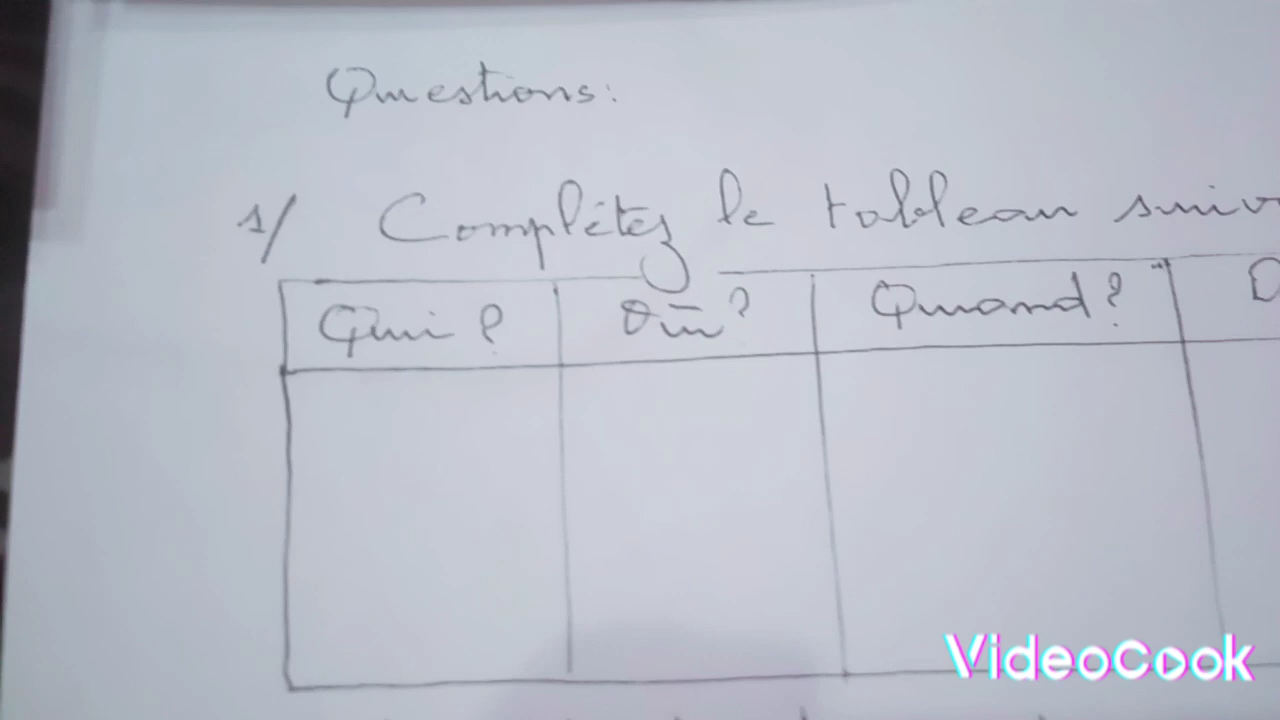 Questions:
1/ Complétez le tableau suiv
Qui ? Où ? Quand ?
VideoCook